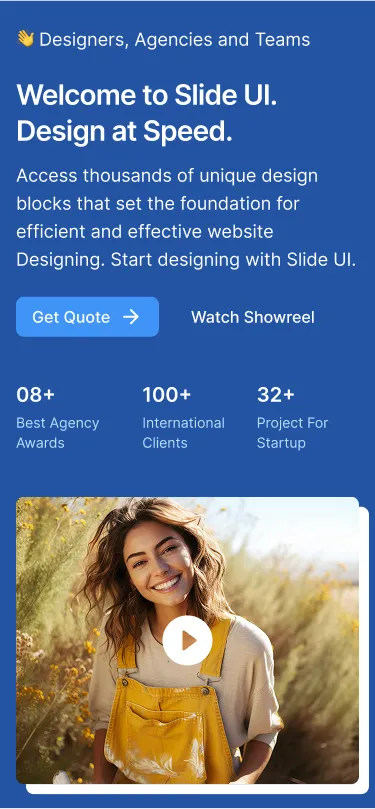 👋 Designers, Agencies and Teams
Welcome to Slide UI.
Design at Speed.
Access thousands of unique design
blocks that set the foundation for
efficient and effective website
Designing. Start designing with Slide UI.
Get Quote →
Watch Showreel
08+
Best Agency
Awards
100+
International
Clients
32+
Project For
Startup